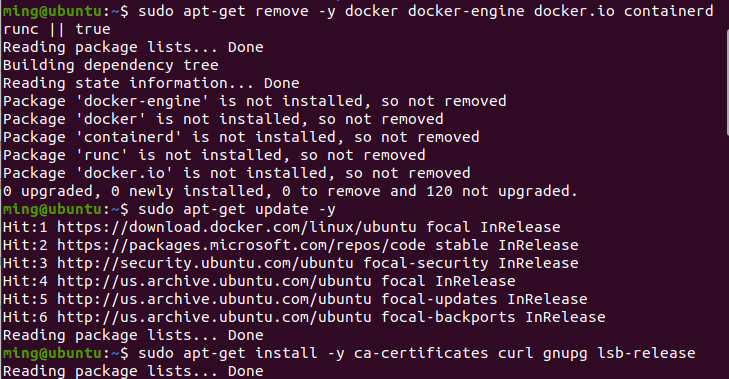 ming@ubuntu:~$ sudo apt-get remove -y docker docker-engine docker.io containerd
runc || true
Reading package lists... Done
Building dependency tree
Reading state information... Done
Package 'docker-engine' is not installed, so not removed
Package 'docker' is not installed, so not removed
Package 'containerd' is not installed, so not removed
Package 'runc' is not installed, so not removed
Package 'docker.io' is not installed, so not removed
0 upgraded, 0 newly installed, 0 to remove and 120 not upgraded.
ming@ubuntu:~$ sudo apt-get update -y
Hit:1 https://download.docker.com/linux/ubuntu focal InRelease
Hit:2 https://packages.microsoft.com/repos/code stable InRelease
Hit:3 http://security.ubuntu.com/ubuntu focal-security InRelease
Hit:4 http://us.archive.ubuntu.com/ubuntu focal InRelease
Hit:5 http://us.archive.ubuntu.com/ubuntu focal-updates InRelease
Hit:6 http://us.archive.ubuntu.com/ubuntu focal-backports InRelease
Reading package lists... Done
ming@ubuntu:~$ sudo apt-get install -y ca-certificates curl gnupg lsb-release
Reading package lists... Done